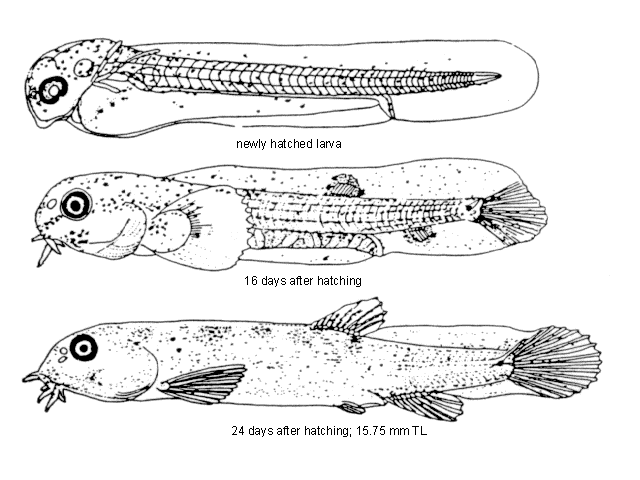 newly hatched larva
16 days after hatching
24 days after hatching; 15.75 mm TL